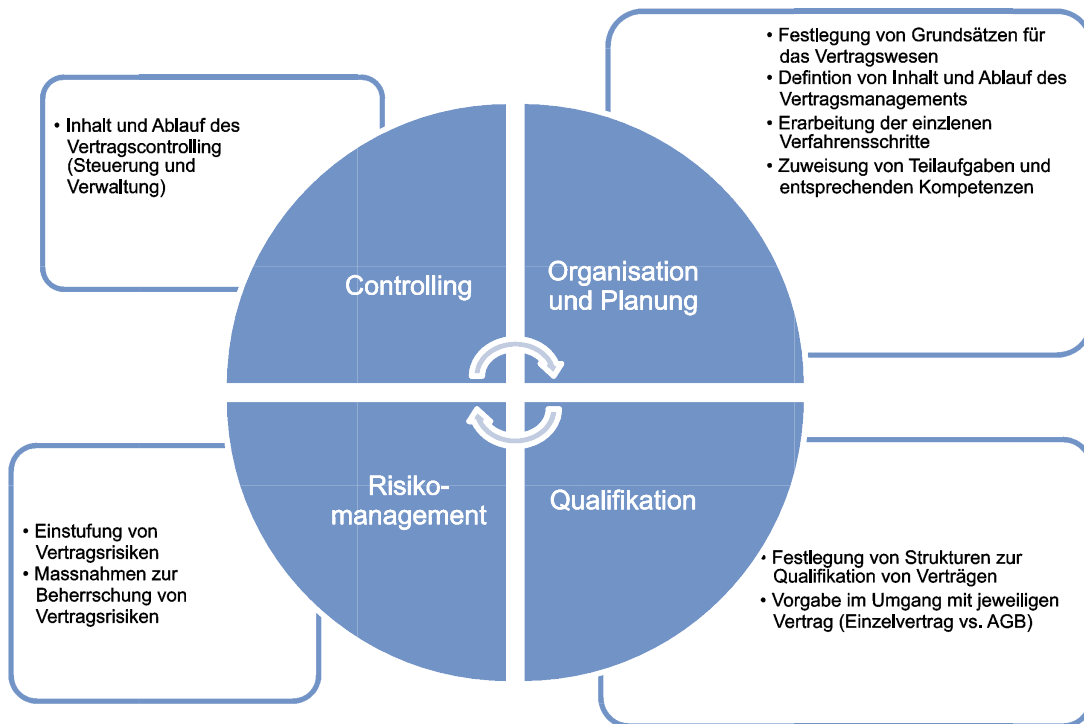 • Inhalt und Ablauf des
Vertragscontrolling
(Steuerung und
Verwaltung)
• Festlegung von Grundsätzen für
das Vertragswesen
• Defintion von Inhalt und Ablauf des
Vertragsmanagements
• Erarbeitung der einzlenen
Verfahrensschritte
• Zuweisung von Teilaufgaben und
entsprechenden Kompetenzen
Controlling
Organisation
und Planung
Risiko-
management
Qualifikation
• Einstufung von
Vertragsrisiken
• Massnahmen zur
Beherrschung von
Vertragsrisiken
• Festlegung von Strukturen zur
Qualifikation von Verträgen
• Vorgabe im Umgang mit jeweiligen
Vertrag (Einzelvertrag vs. AGB)